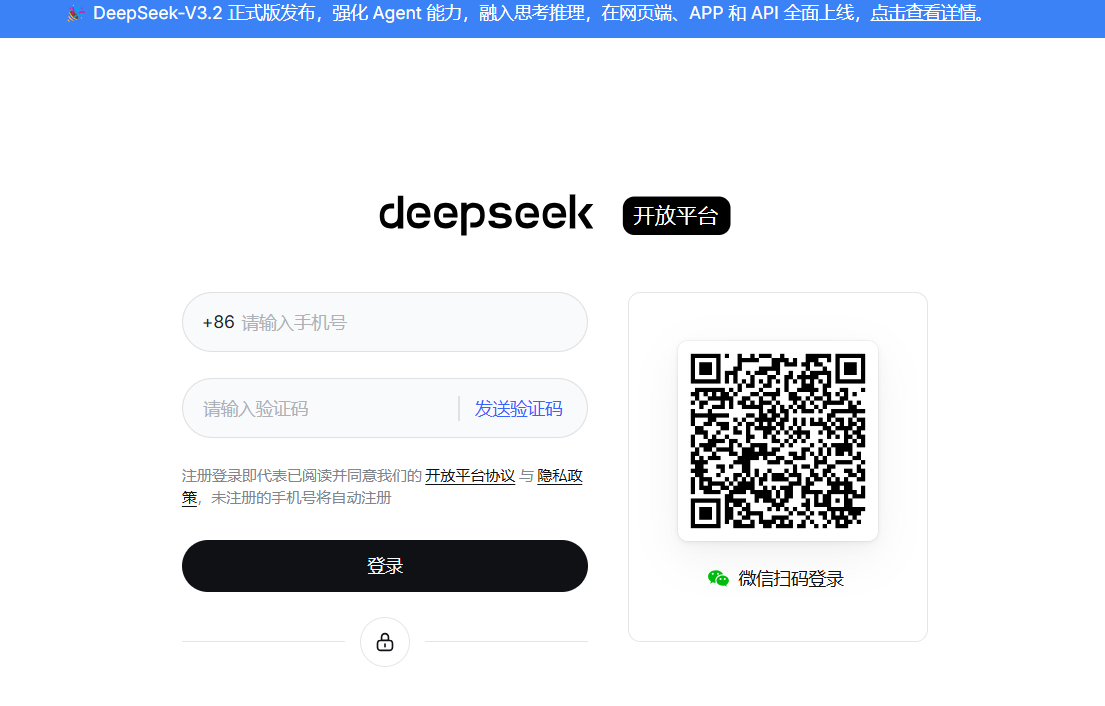 🎉 DeepSeek-V3.2 正式版发布，强化 Agent 能力，融入思考推理，在网页端、APP 和 API 全面上线，点击查看详情。
deepseek 开放平台
+86 请输入手机号
请输入验证码 发送验证码
注册登录即代表已阅读并同意我们的 开放平台协议 与 隐私政
策，未注册的手机号将自动注册
登录
微信扫码登录